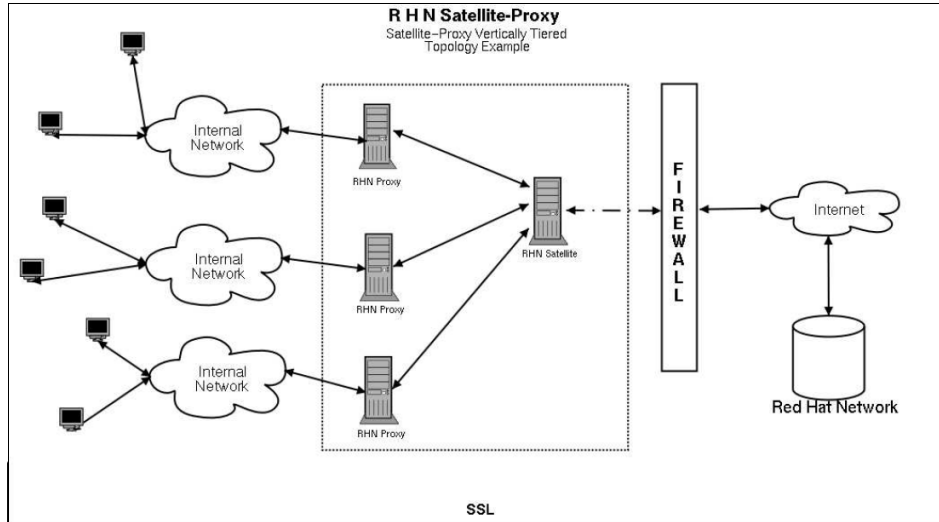 R H N Satellite-Proxy
Satellite-Proxy Vertically Tiered
Topology Example
Internal
Network
RHN Proxy
Internal
Network
RHN Proxy
Internal
Network
RHN Proxy
RHN Satellite
FIREWALL
Internet
Red Hat Network
SSL